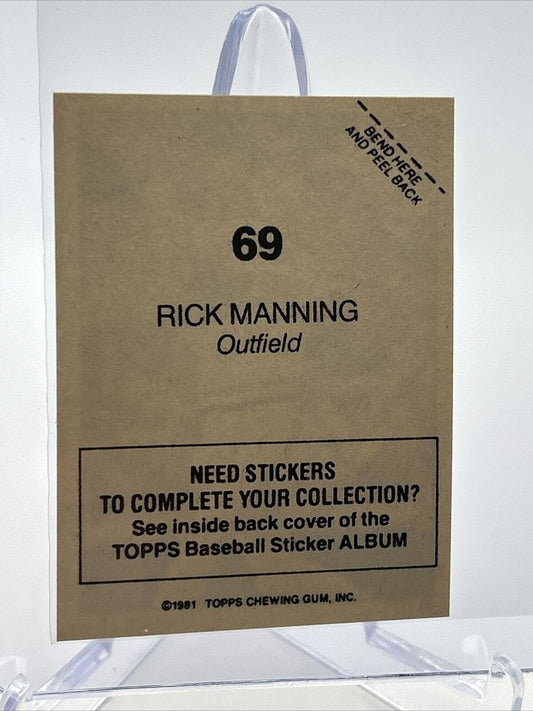 BEND HERE
AND PEEL BACK
69
RICK MANNING
Outfield
NEED STICKERS
TO COMPLETE YOUR COLLECTION?
See inside back cover of the
TOPPS Baseball Sticker ALBUM
©1981 TOPPS CHEWING GUM, INC.